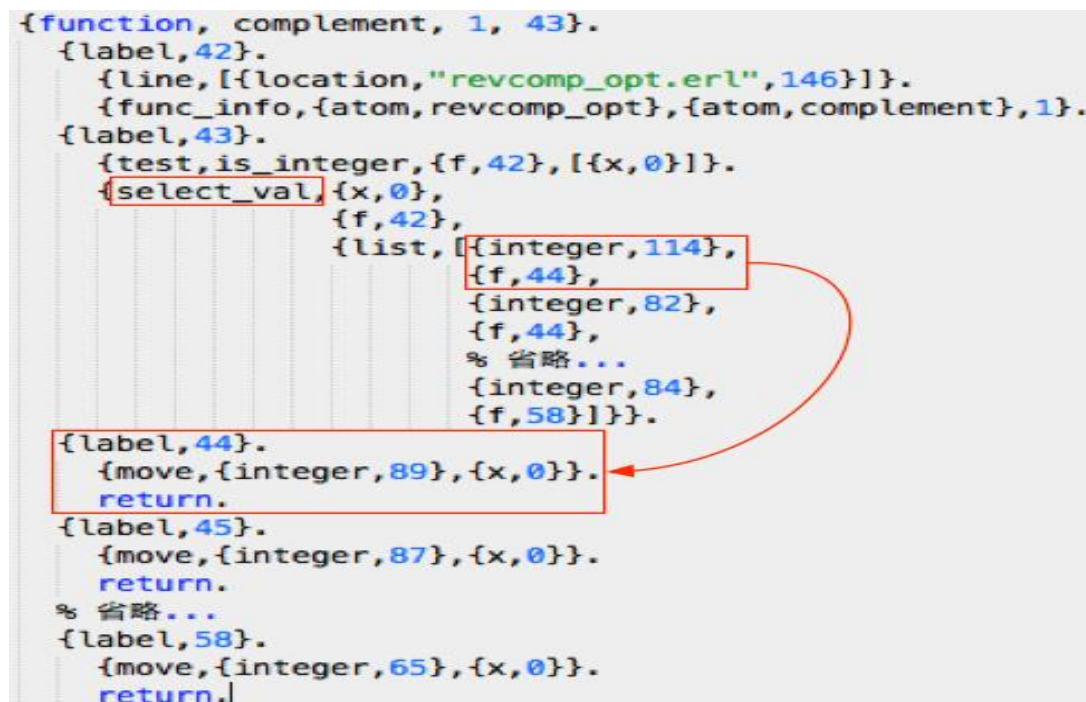 {function, complement, 1, 43}.
{label,42}.
{line,[{location,"revcomp_opt.erl",146}]}.
{func_info,{atom,revcomp_opt},{atom,complement},1}.
{label,43}.
{test,is_integer,{f,42},[{x,0}]}.
{select_val,{x,0},
{f,42},
{list,[{integer,114},
{f,44},
{integer,82},
{f,44},
% 省略...
{integer,84},
{f,58}]}}.
{label,44}.
{move,{integer,89},{x,0}}.
return.
{label,45}.
{move,{integer,87},{x,0}}.
return.
% 省略...
{label,58}.
{move,{integer,65},{x,0}}.
return.